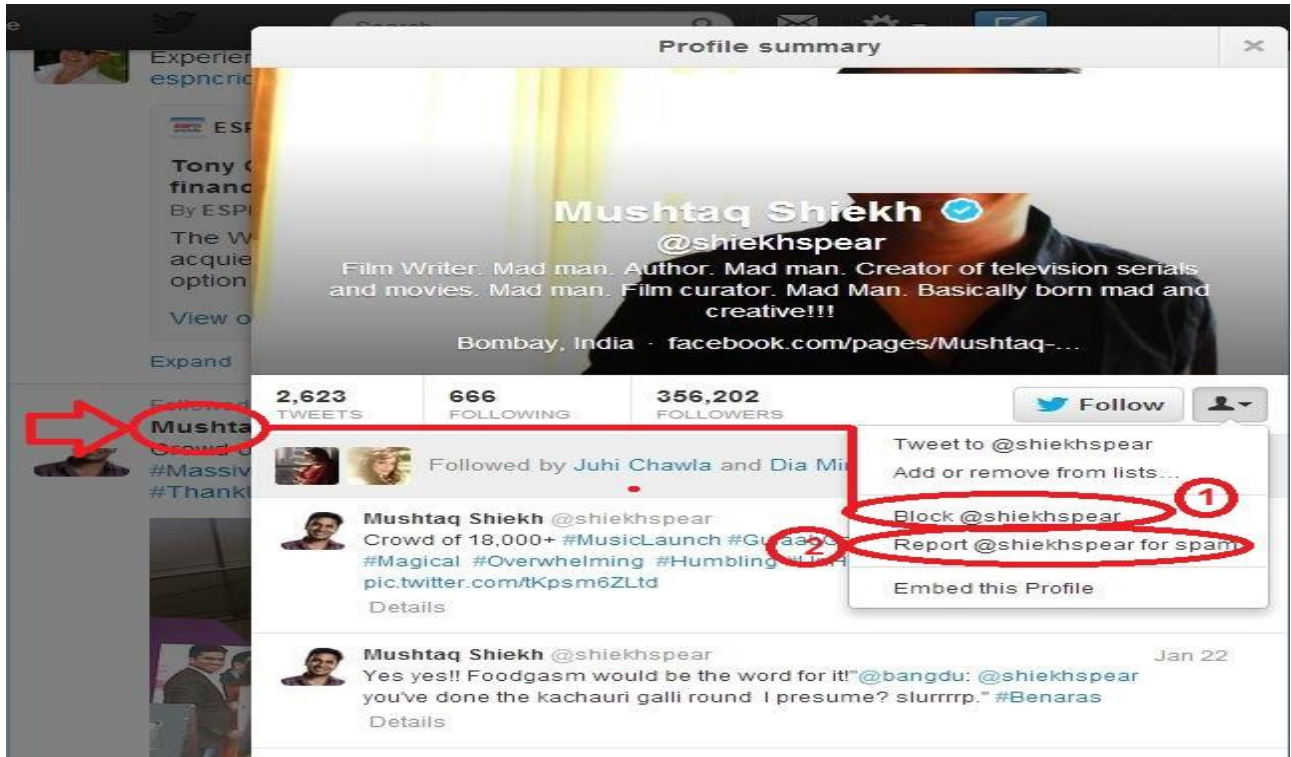 Search
Profile summary
Experier
espncric
ESP
Tony
financ
By ESPI
The W
acquie
option
View o
Expand
Mushtaq Shiekh
@shiekhspear
Film Writer. Mad man. Author. Mad man. Creator of television serials
and movies. Mad man. Film curator. Mad Man. Basically born mad and
creative!!!
Bombay, India · facebook.com/pages/Mushtaq-...
2,623 TWEETS
666 FOLLOWING
356,202 FOLLOWERS
Follow
Followed
Mushta
Crowd o
#Massiv
#Thankt
Followed by Juhi Chawla and Dia Mir
Tweet to @shiekhspear
Add or remove from lists...
1
Block @shiekhspear
2
Report @shiekhspear for spam
Embed this Profile
Mushtaq Shiekh @shiekhspear
Crowd of 18,000+ #MusicLaunch
#Magical #Overwhelming #Humbling
pic.twitter.com/tKpsm6ZLtd
Details
Mushtaq Shiekh @shiekhspear Jan 22
Yes yes!! Foodgasm would be the word for it!"@bangdu: @shiekhspear
you've done the kachauri galli round I presume? slurrrrp." #Benaras
Details